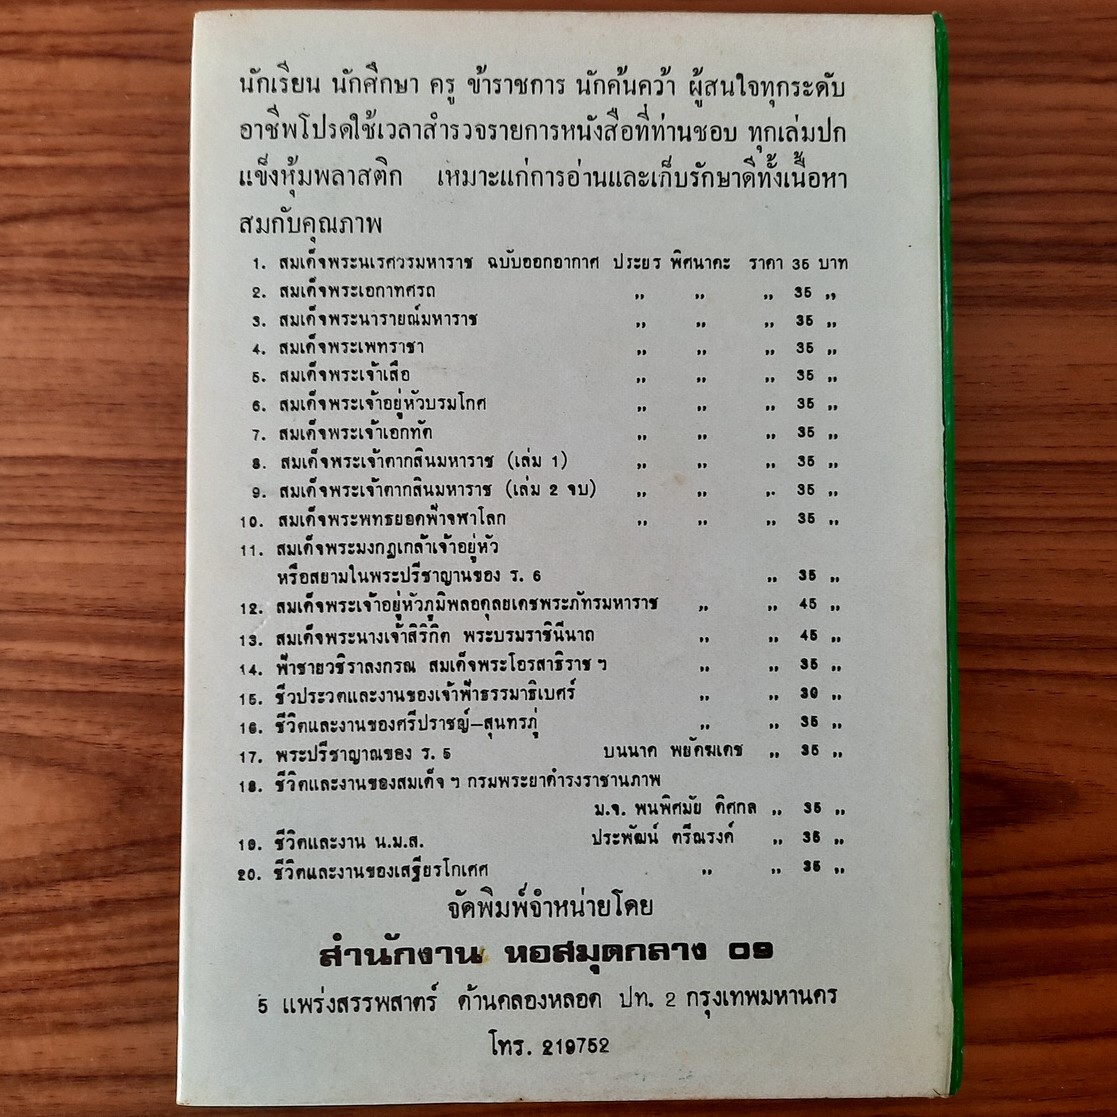 นักเรียน นักศึกษา ครู ข้าราชการ นักค้นคว้า ผู้สนใจทุกระดับ
อาชีพโปรดใช้เวลาสำรวจรายการหนังสือที่ท่านชอบ ทุกเล่มปก
แข็งหุ้มพลาสติก เหมาะแก่การอ่านและเก็บรักษาดีทั้งเนื้อหา
สมกับคุณภาพ
1. สมเด็จพระนเรศวรมหาราช ฉบับออกอากาศ ประยูร พิศนาคะ ราคา 35 บาท
2. สมเด็จพระเอกาทศรถ ,, ,, ,, 35 ,,
3. สมเด็จพระนารายณ์มหาราช ,, ,, ,, 35 ,,
4. สมเด็จพระเพทราชา ,, ,, ,, 35 ,,
5. สมเด็จพระเจ้าเสือ ,, ,, ,, 35 ,,
6. สมเด็จพระเจ้าอยู่หัวบรมโกศ ,, ,, ,, 35 ,,
7. สมเด็จพระเจ้าเอกทัต ,, ,, ,, 35 ,,
8. สมเด็จพระเจ้าตากสินมหาราช (เล่ม 1) ,, ,, ,, 35 ,,
9. สมเด็จพระเจ้าตากสินมหาราช (เล่ม 2 จบ) ,, ,, ,, 35 ,,
10. สมเด็จพระพุทธยอดฟ้าจุฬาโลก ,, ,, ,, 35 ,,
11. สมเด็จพระมงกุฎเกล้าเจ้าอยู่หัว
หรือสยามในพระปรีชาญานของ ร. 6 ,, 35 ,,
12. สมเด็จพระเจ้าอยู่หัวภูมิพลอดุลยเดชพระภัทรมหาราช ,, ,, 45 ,,
13. สมเด็จพระนางเจ้าสิริกิต พระบรมราชินีนาถ ,, ,, 45 ,,
14. ฟ้าชายวชิราลงกรณ สมเด็จพระโอรสาธิราช ฯ ,, ,, 35 ,,
15. ชีวประวัตและงานของเจ้าฟ้าธรรมาธิเบศร์ ,, ,, 30 ,,
16. ชีวิตและงานของศรีปราชญ์–สุนทรภู่ ,, ,, 35 ,,
17. พระปรีชาญาณของ ร. 5 บุนนาค พยัคฆเดช ,, 35 ,,
18. ชีวิตและงานของสมเด็จ ฯ กรมพระยาดำรงราชานุภาพ
ม.จ. พูนพิศมัย ดิศกุล ,, 35 ,,
19. ชีวิตและงาน น.ม.ส. ประพัฒน์ ตรีณรงค์ ,, 35 ,,
20. ชีวิตและงานของเสฐียรโกเศศ ,, ,, 35 ,,
จัดพิมพ์จำหน่ายโดย
สำนักงาน หอสมุดกลาง 09
5 แพร่งสรรพสาตร์ ด้านคลองหลอด ปท. 2 กรุงเทพมหานคร
โทร. 219752